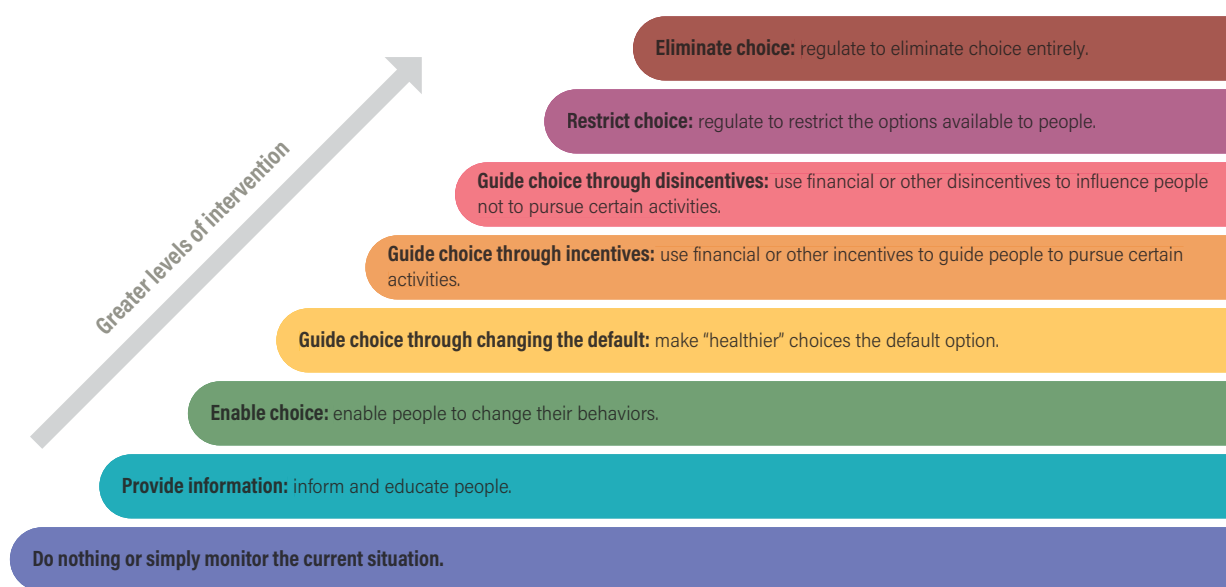 Eliminate choice: regulate to eliminate choice entirely.
Restrict choice: regulate to restrict the options available to people.
Guide choice through disincentives: use financial or other disincentives to influence people
not to pursue certain activities.
Guide choice through incentives: use financial or other incentives to guide people to pursue certain
activities.
Guide choice through changing the default: make “healthier” choices the default option.
Enable choice: enable people to change their behaviors.
Provide information: inform and educate people.
Do nothing or simply monitor the current situation.
Greater levels of intervention